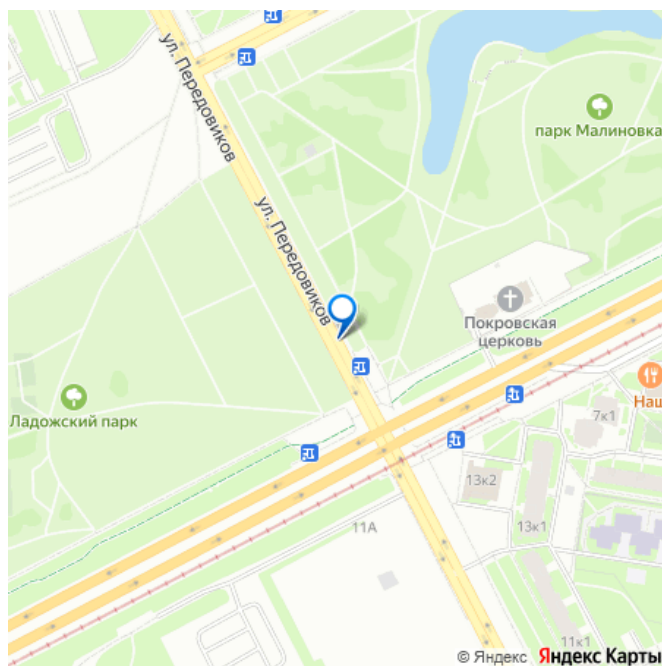 ул. Передовиков
парк Малиновка
ул. Передовиков
Покровская
церковь
Наш
Ладожский парк
7к1
13к2
11А
13к1
11к1
© Яндекс Яндекс Карты